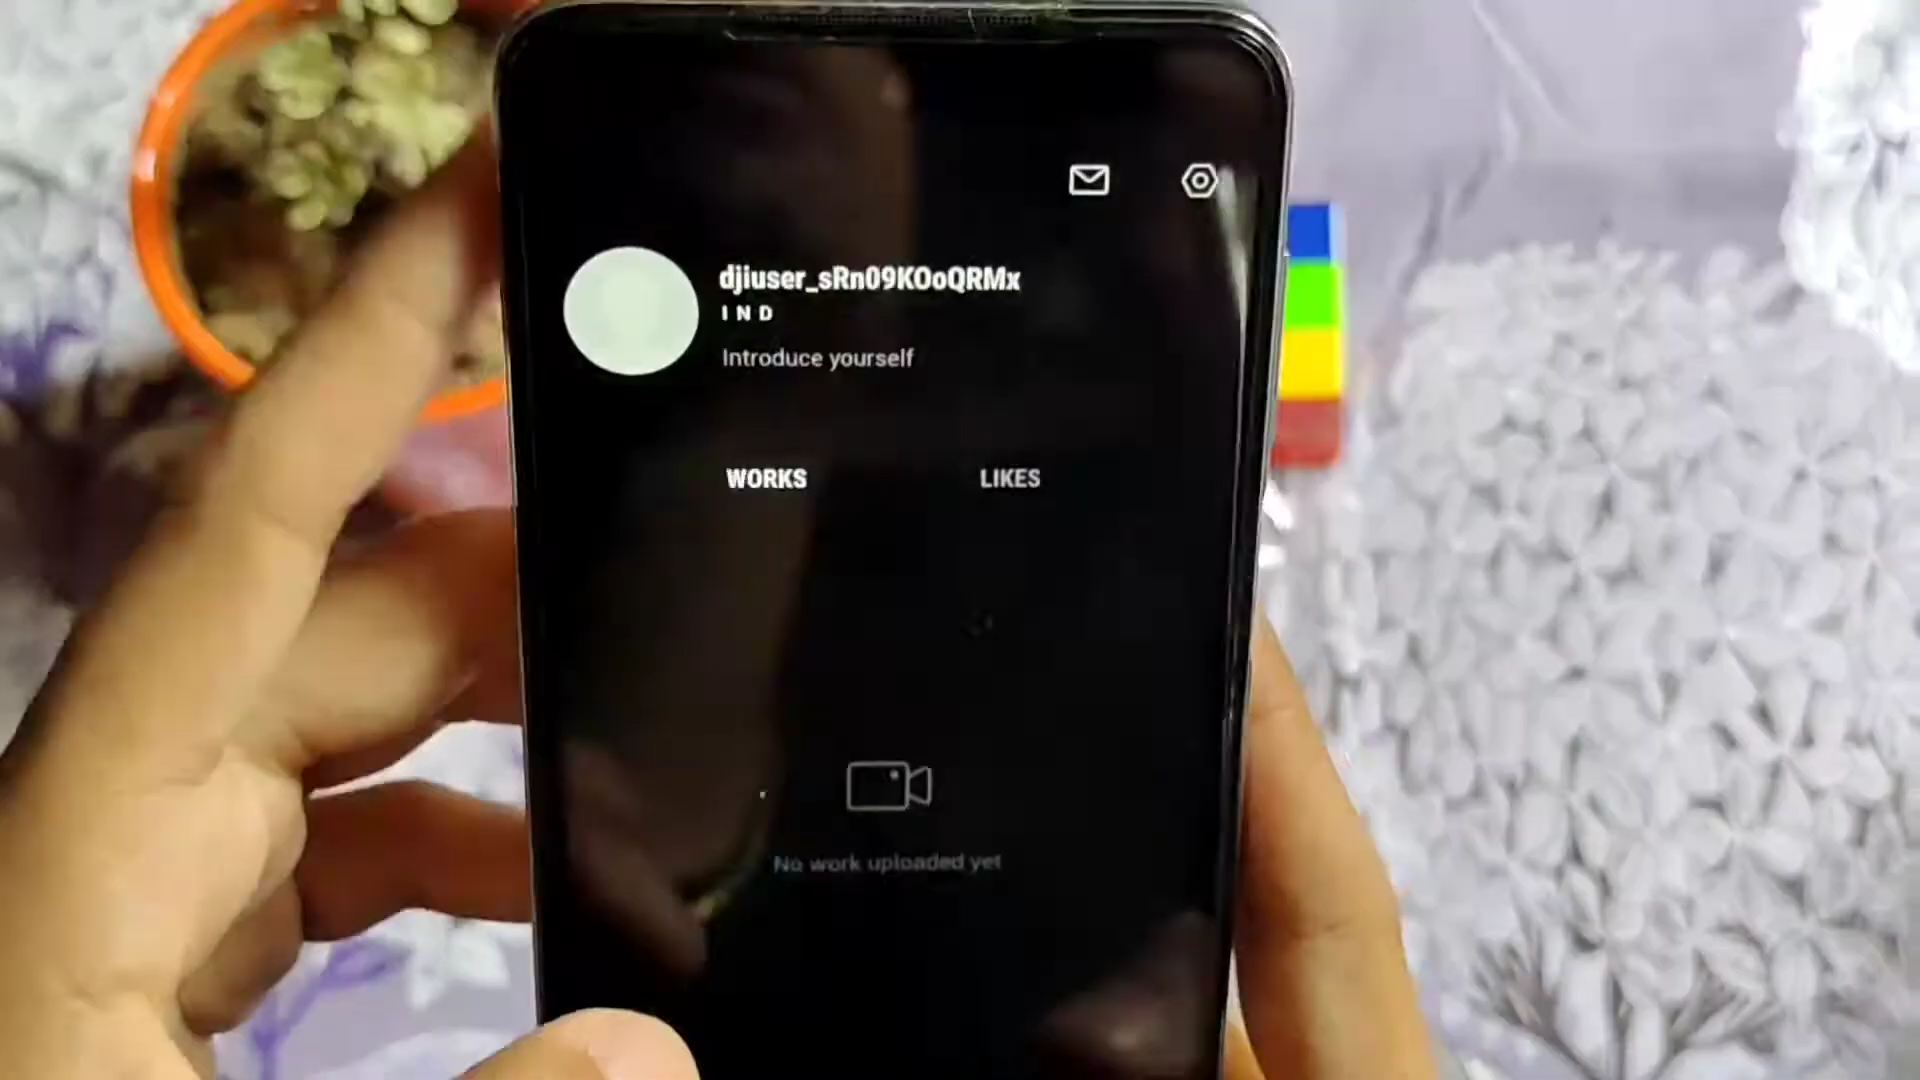 djiuser_sRn09KOoQRMx
IND
Introduce yourself
WORKS
LIKES
No work uploaded yet